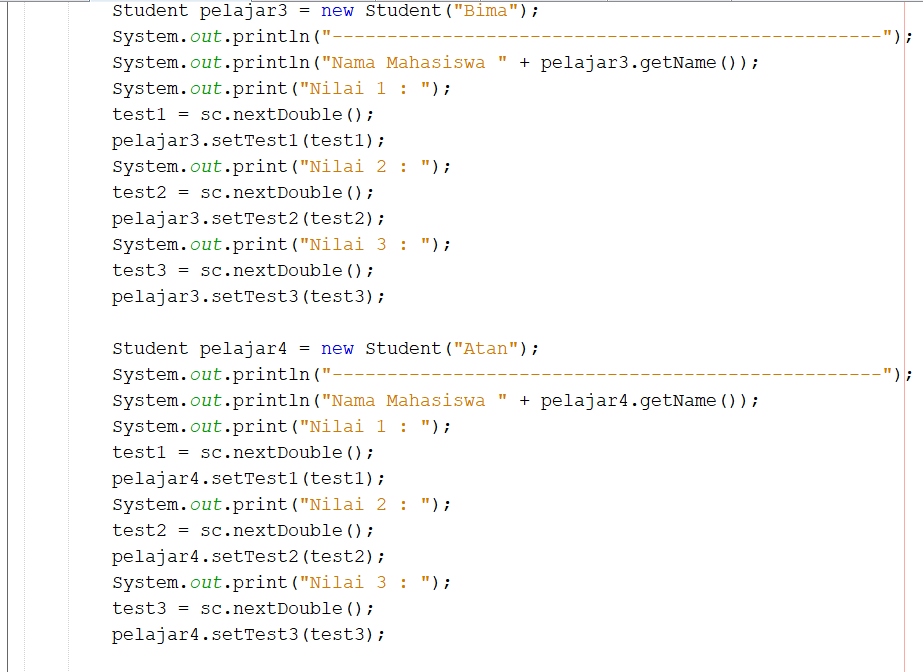 Student pelajar3 = new Student("Bima");
System.out.println("--------------------------------------------------");
System.out.println("Nama Mahasiswa " + pelajar3.getName());
System.out.print("Nilai 1 : ");
test1 = sc.nextDouble();
pelajar3.setTest1(test1);
System.out.print("Nilai 2 : ");
test2 = sc.nextDouble();
pelajar3.setTest2(test2);
System.out.print("Nilai 3 : ");
test3 = sc.nextDouble();
pelajar3.setTest3(test3);

Student pelajar4 = new Student("Atan");
System.out.println("--------------------------------------------------");
System.out.println("Nama Mahasiswa " + pelajar4.getName());
System.out.print("Nilai 1 : ");
test1 = sc.nextDouble();
pelajar4.setTest1(test1);
System.out.print("Nilai 2 : ");
test2 = sc.nextDouble();
pelajar4.setTest2(test2);
System.out.print("Nilai 3 : ");
test3 = sc.nextDouble();
pelajar4.setTest3(test3);